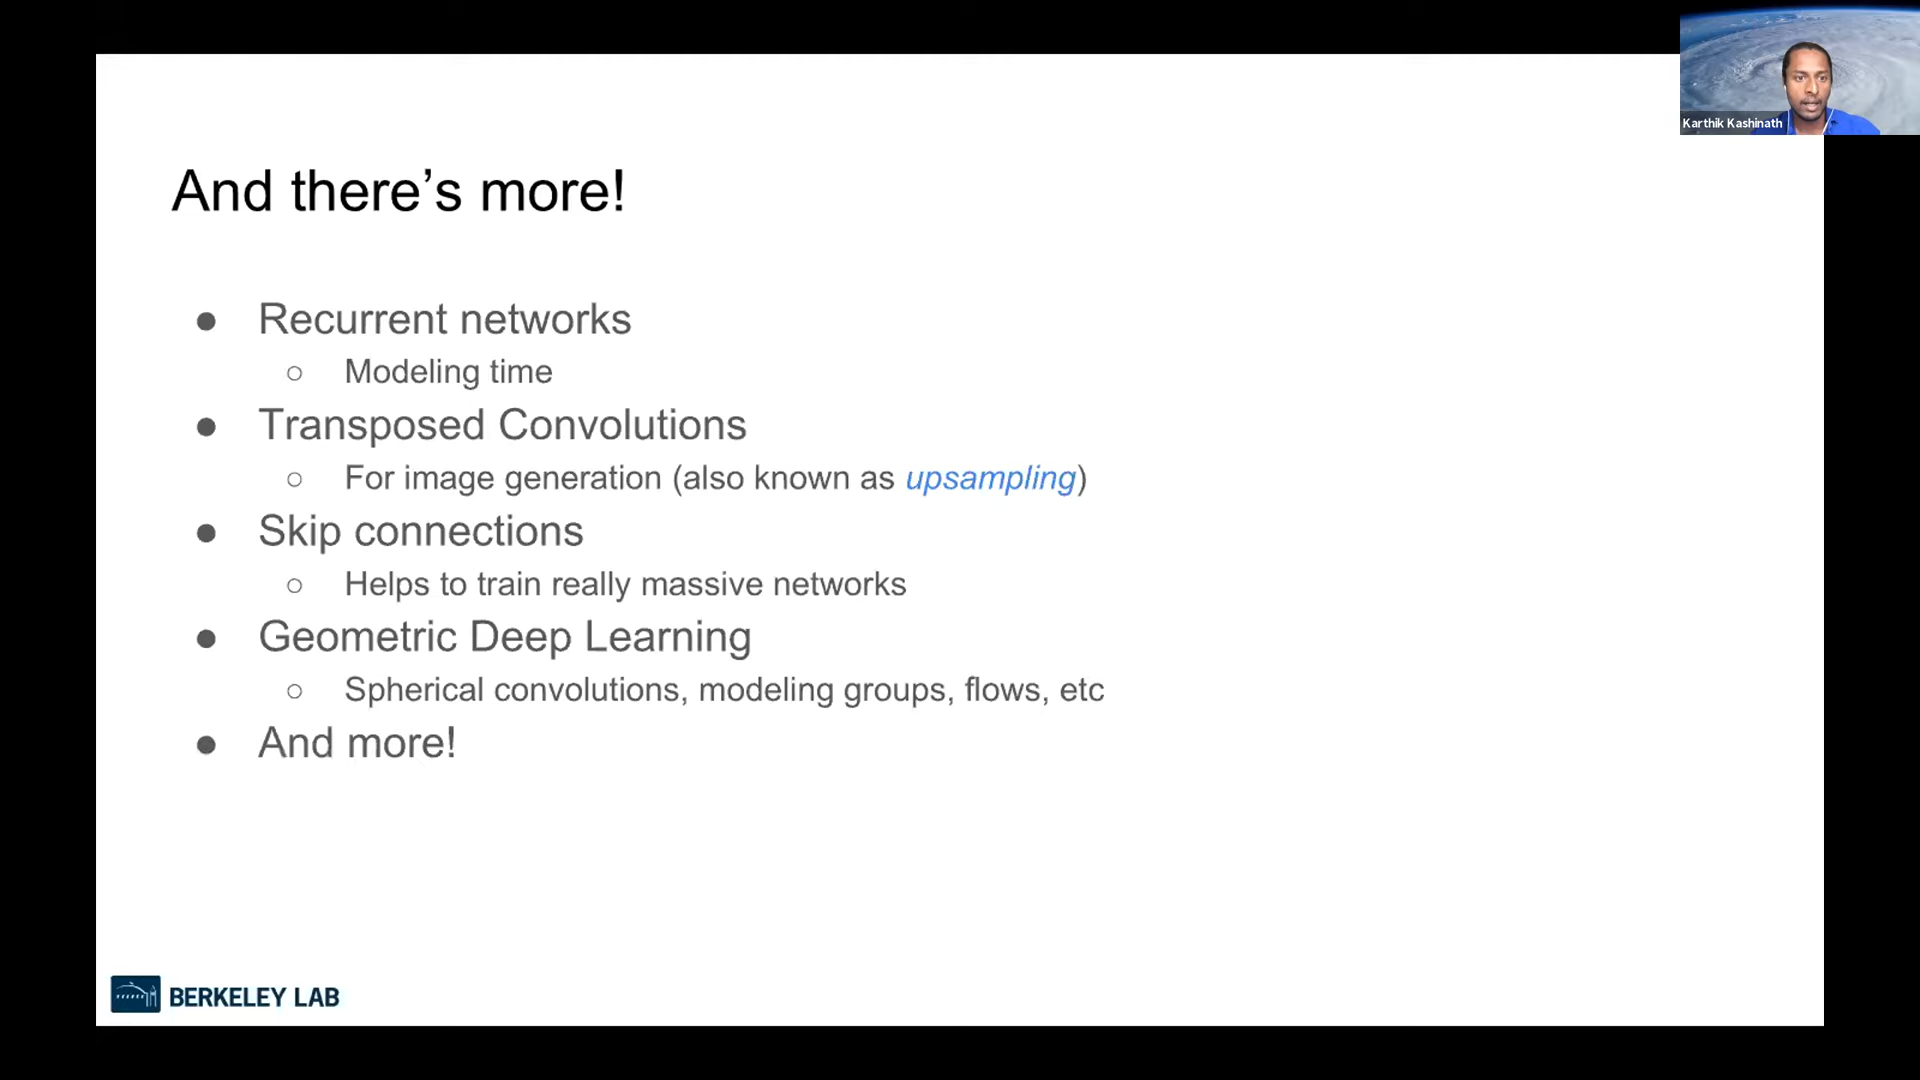 Karthik Kashinath
And there’s more!
● Recurrent networks
○ Modeling time
● Transposed Convolutions
○ For image generation (also known as upsampling)
● Skip connections
○ Helps to train really massive networks
● Geometric Deep Learning
○ Spherical convolutions, modeling groups, flows, etc
● And more!
BERKELEY LAB